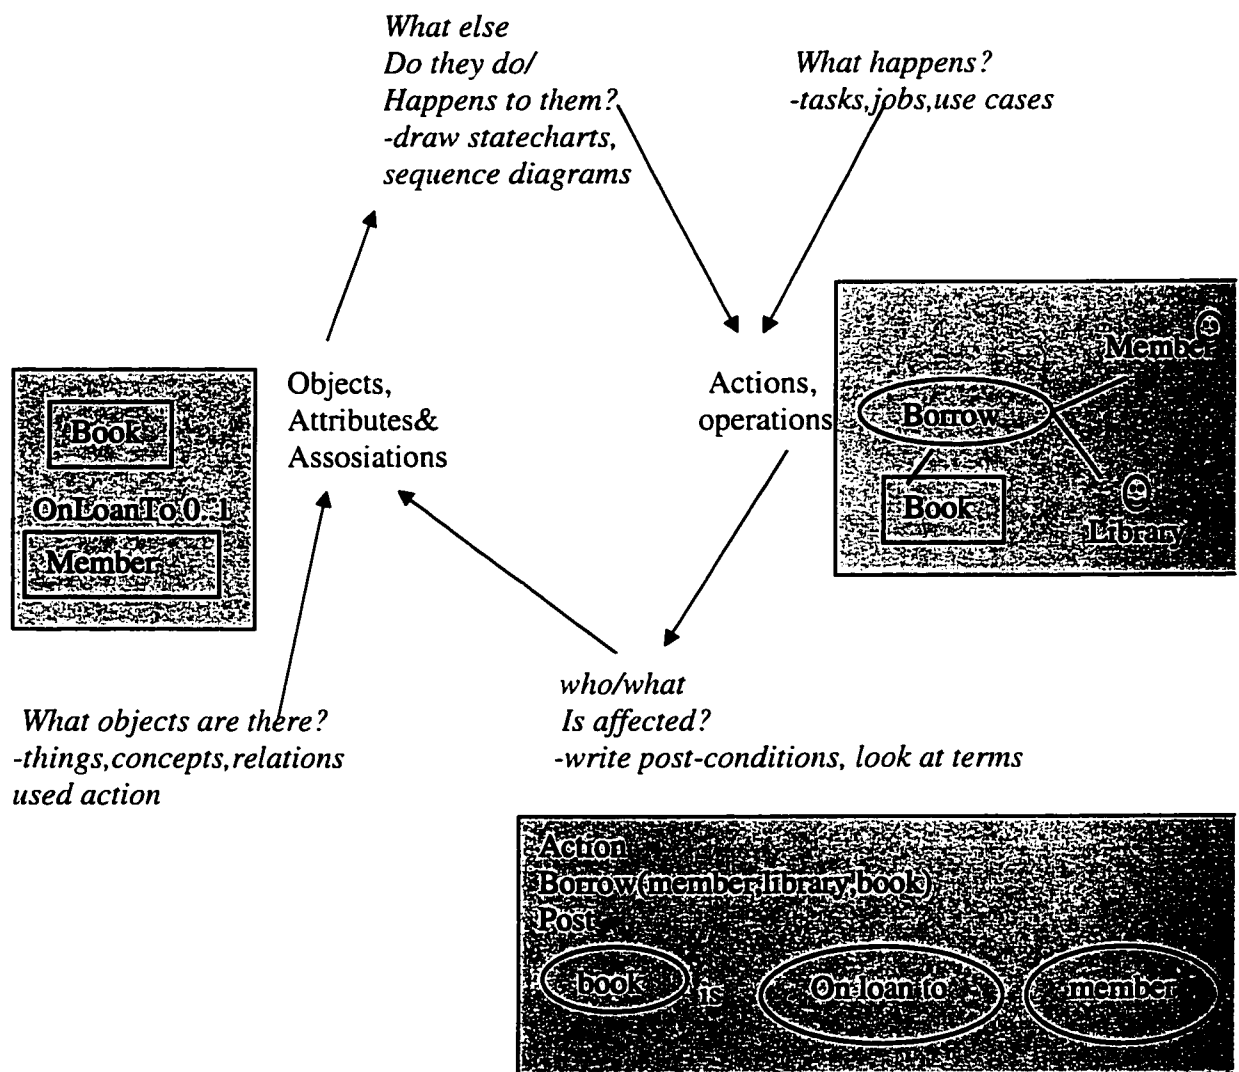 What else
Do they do/
Happens to them?
-draw statecharts,
sequence diagrams
What happens?
-tasks,jobs,use cases
Objects,
Attributes&
Assosiations
Actions,
operations
Book
OnLoanTo,0..1
Member
Member
Borrow
Book
Library
What objects are there?
-things,concepts,relations
used action
who/what
Is affected?
-write post-conditions, look at terms
Action
Borrow(member,library,book)
Post
book is On loan to member